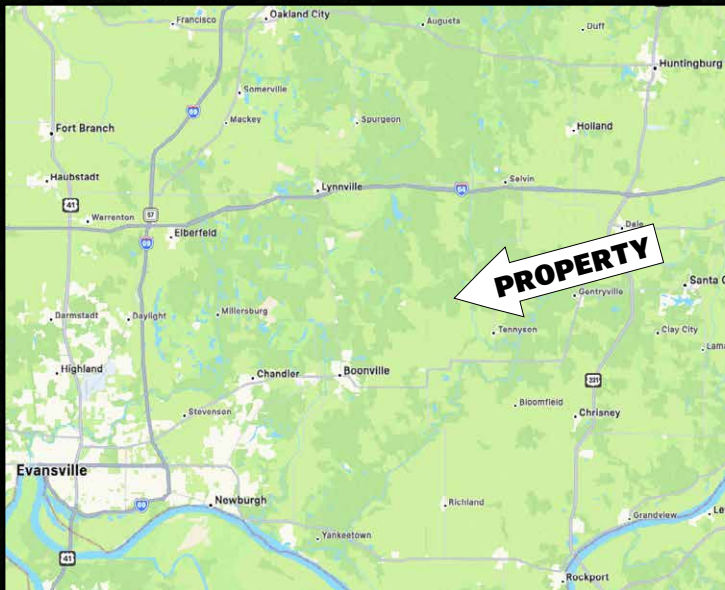 Oakland City
Francisco
Augusta
Duff
Huntingburg
Somerville
69
Mackey
Spurgeon
Holland
Fort Branch
Haubstadt
Lynnville
64
Selvin
41
57
Warrenton
Elberfeld
69
Dale
PROPERTY
Santa C
Gentryville
Darmstadt
Daylight
Millersburg
Tennyson
Clay City
Lama
Highland
Chandler
Boonville
231
Stevenson
Bloomfield
Chrisney
Evansville
69
Newburgh
Richland
Grandview
Le
Yankeetown
41
Rockport